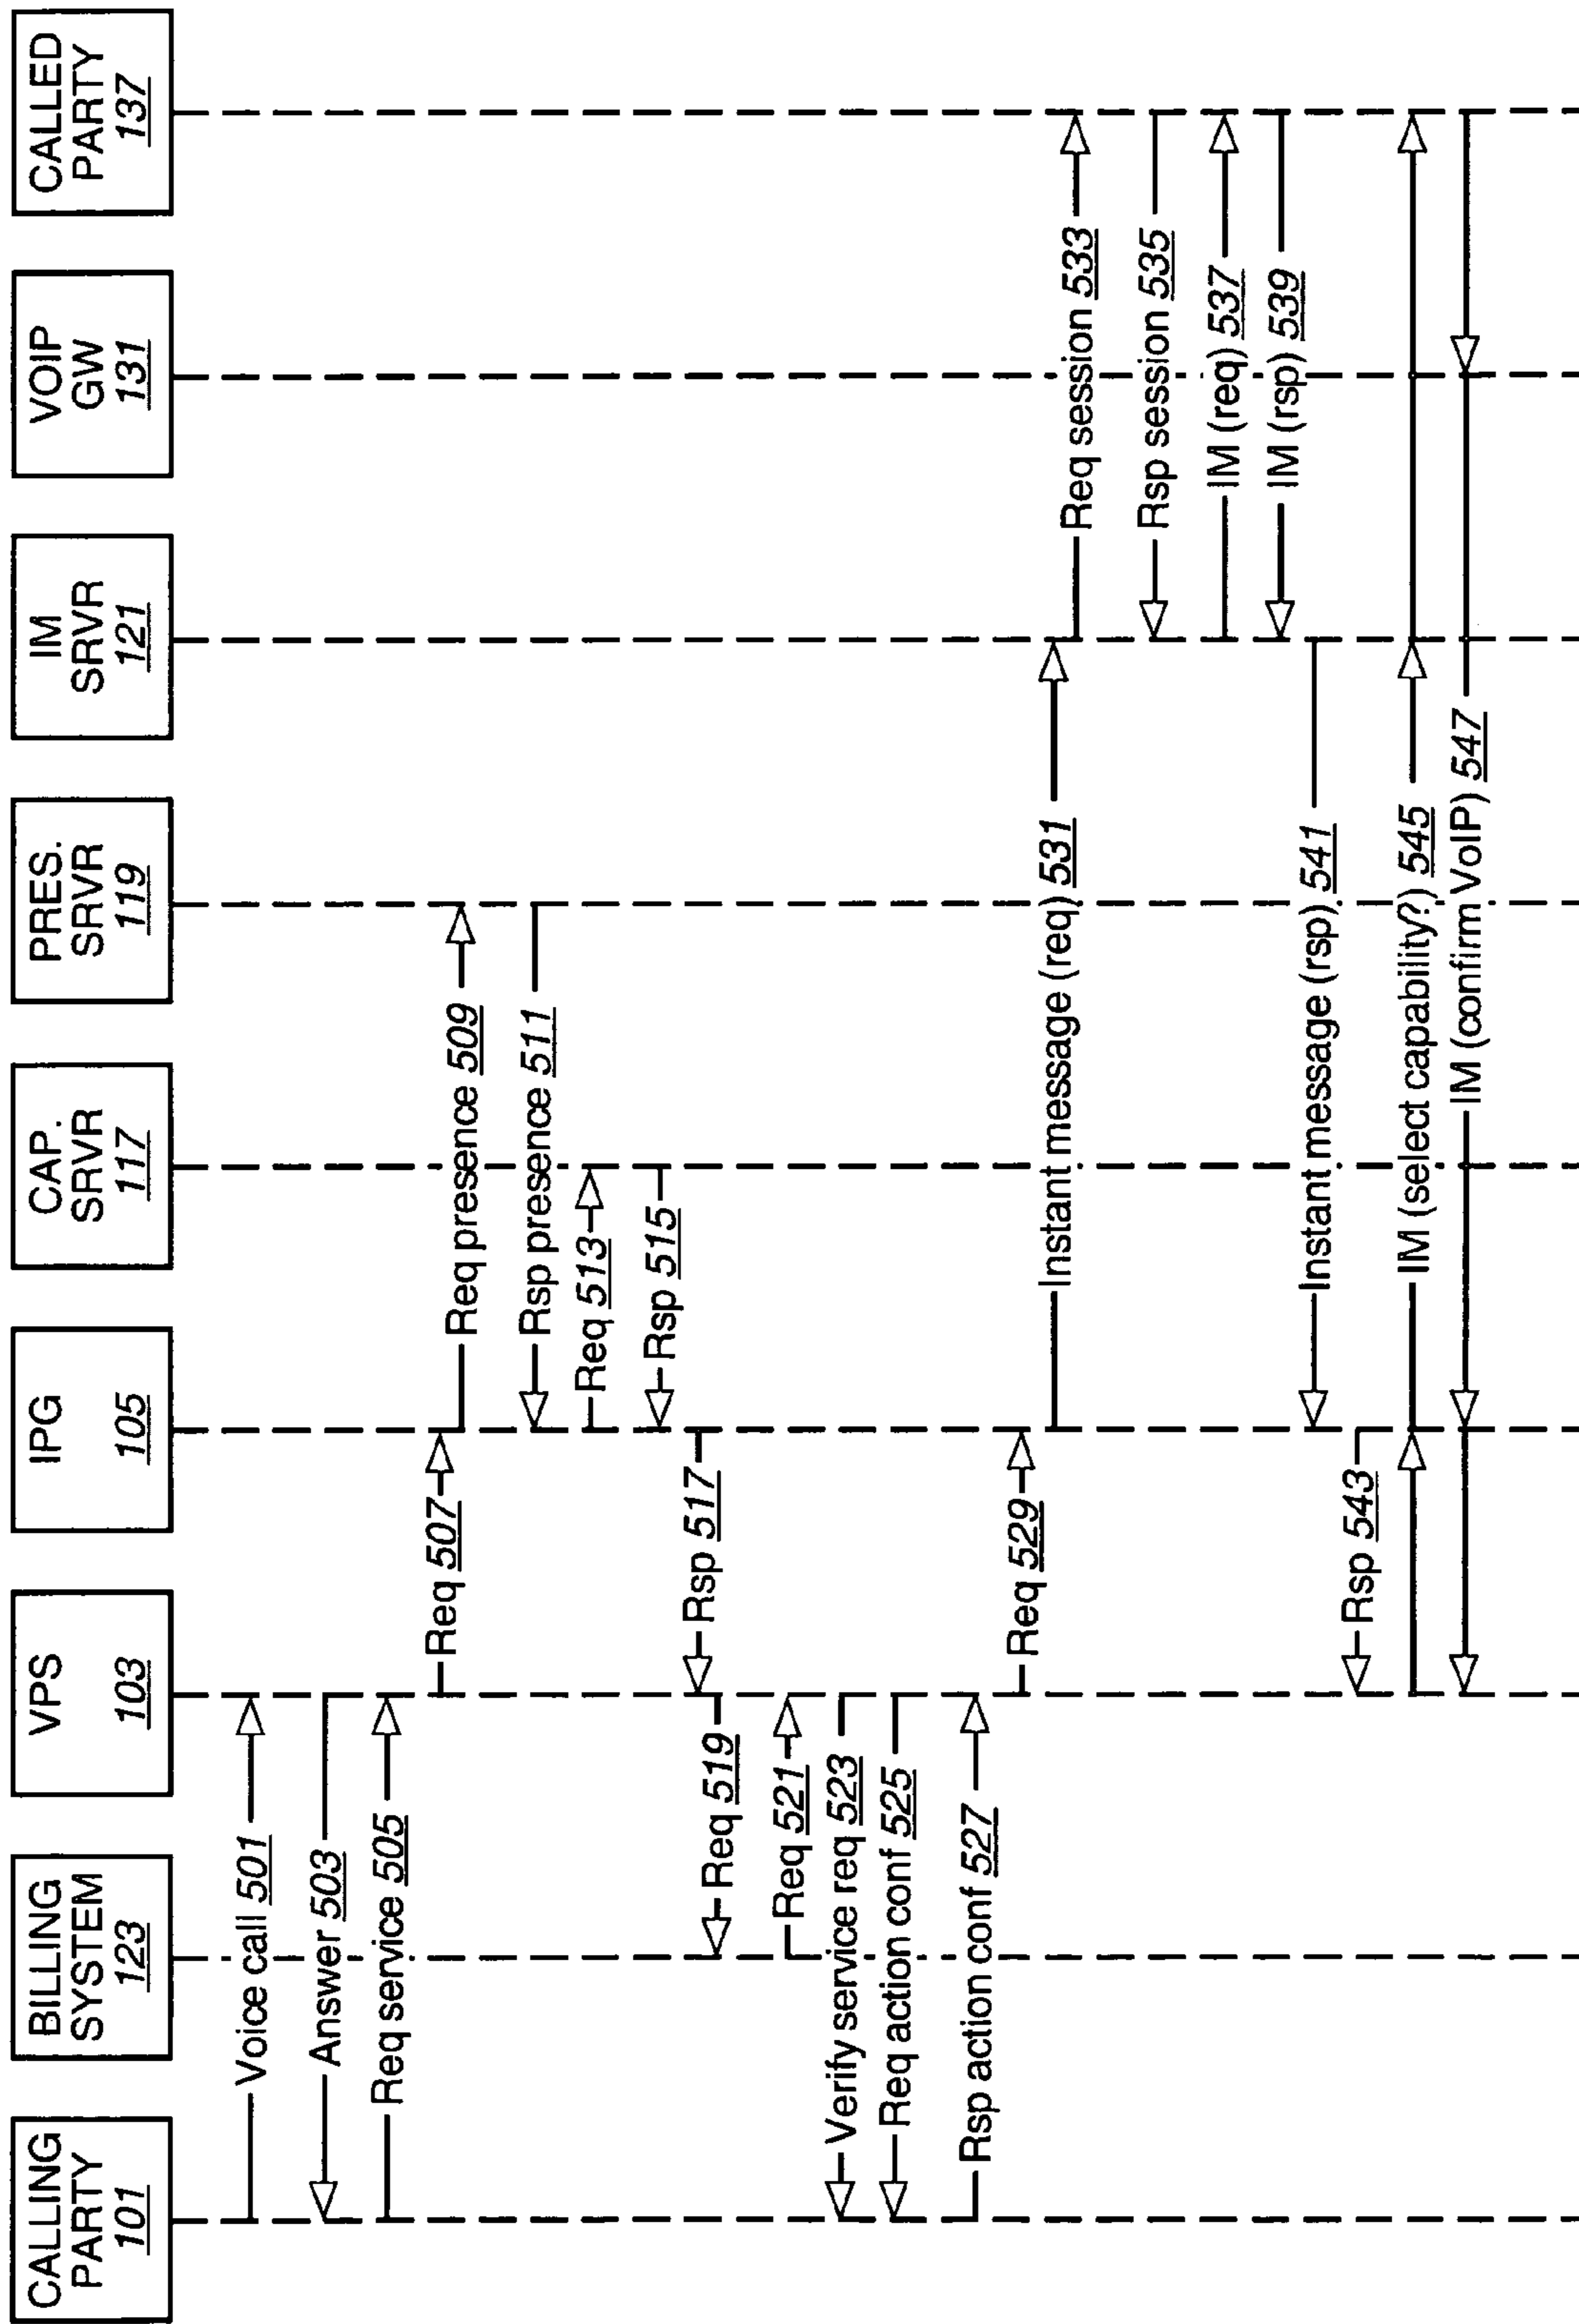 CALLING
PARTY
101
BILLING
SYSTEM
123
VPS
103
IPG
105
CAP.
SRVR
117
PRES.
SRVR
119
IM
SRVR
121
VOIP
GW
131
CALLED
PARTY
137
Voice call 501
Answer 503
Req service 505
Req 507
Req presence 509
Rsp presence 511
Req 513
Rsp 515
Rsp 517
Req 519
Req 521
Verify service req 523
Req action conf 525
Rsp action conf 527
Req 529
Instant message (req) 531
Req session 533
Rsp session 535
IM (req) 537
IM (rsp) 539
Instant message (rsp) 541
Rsp 543
IM (select capability?) 545
IM (confirm VoIP) 547